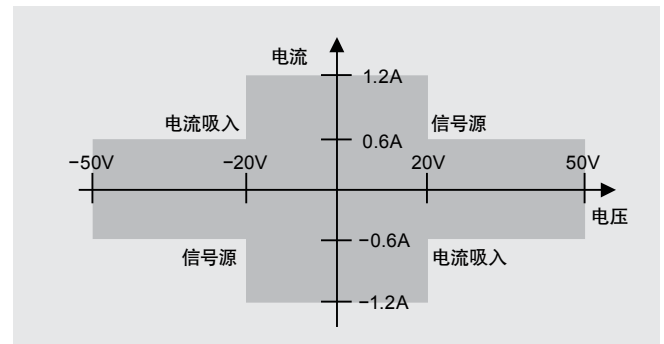 电流
1.2A
电流吸入
信号源
0.6A
−50V
−20V
20V
50V
电压
−0.6A
信号源
电流吸入
−1.2A